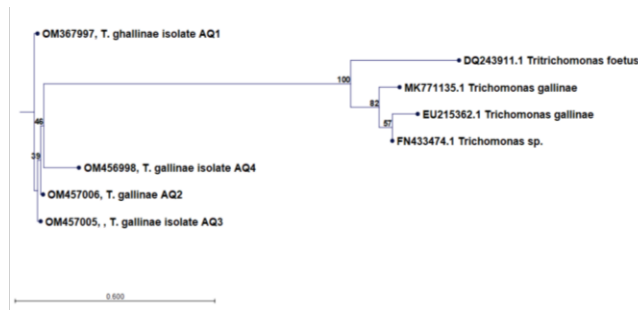 OM367997, T. ghallinae isolate AQ1
DQ243911.1 Tritrichomonas foetus
100
MK771135.1 Trichomonas gallinae
82
EU215362.1 Trichomonas gallinae
46
57
FN433474.1 Trichomonas sp.
39
OM456998, T. gallinae isolate AQ4
OM457006, T. gallinae AQ2
OM457005, , T. gallinae isolate AQ3
0.600